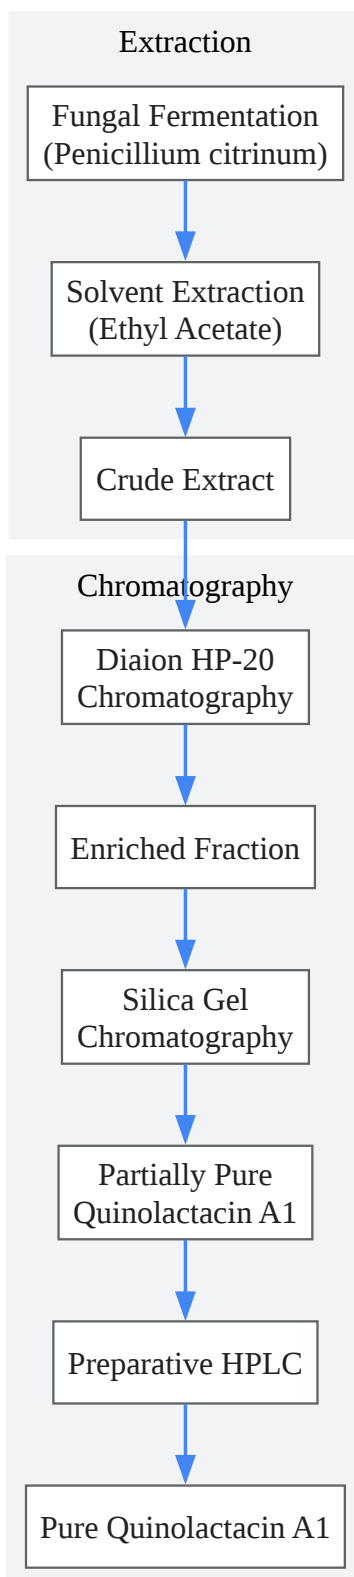 Extraction
Fungal Fermentation
(Penicillium citrinum)
Solvent Extraction
(Ethyl Acetate)
Crude Extract
Chromatography
Diaion HP-20
Chromatography
Enriched Fraction
Silica Gel
Chromatography
Partially Pure
Quinolactacin A1
Preparative HPLC
Pure Quinolactacin A1